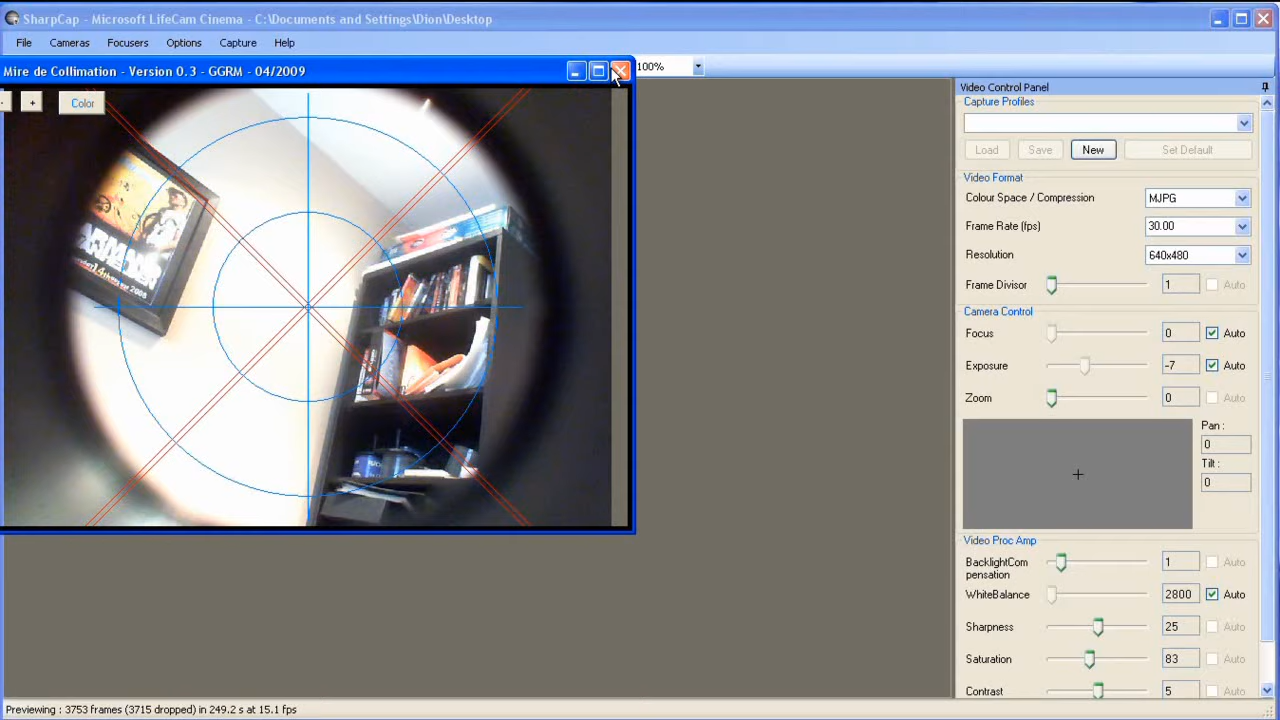 SharpCap - Microsoft LifeCam Cinema - C:\Documents and Settings\Dion\Desktop
File Cameras Focusers Options Capture Help
Mire de Collimation - Version 0.3 - GGRM - 04/2009
100%
- + Color
Video Control Panel
Capture Profiles
Load Save New Set Default
Video Format
Colour Space / Compression MJPG
Frame Rate (fps) 30.00
Resolution 640x480
Frame Divisor 1 Auto
Camera Control
Focus 0 Auto
Exposure -7 Auto
Zoom 0 Auto
Pan :
0
Tilt :
0
Video Proc Amp
BacklightCom
pensation 1 Auto
WhiteBalance 2800 Auto
Sharpness 25 Auto
Saturation 83 Auto
Contrast 5 Auto
Previewing : 3753 frames (3715 dropped) in 249.2 s at 15.1 fps